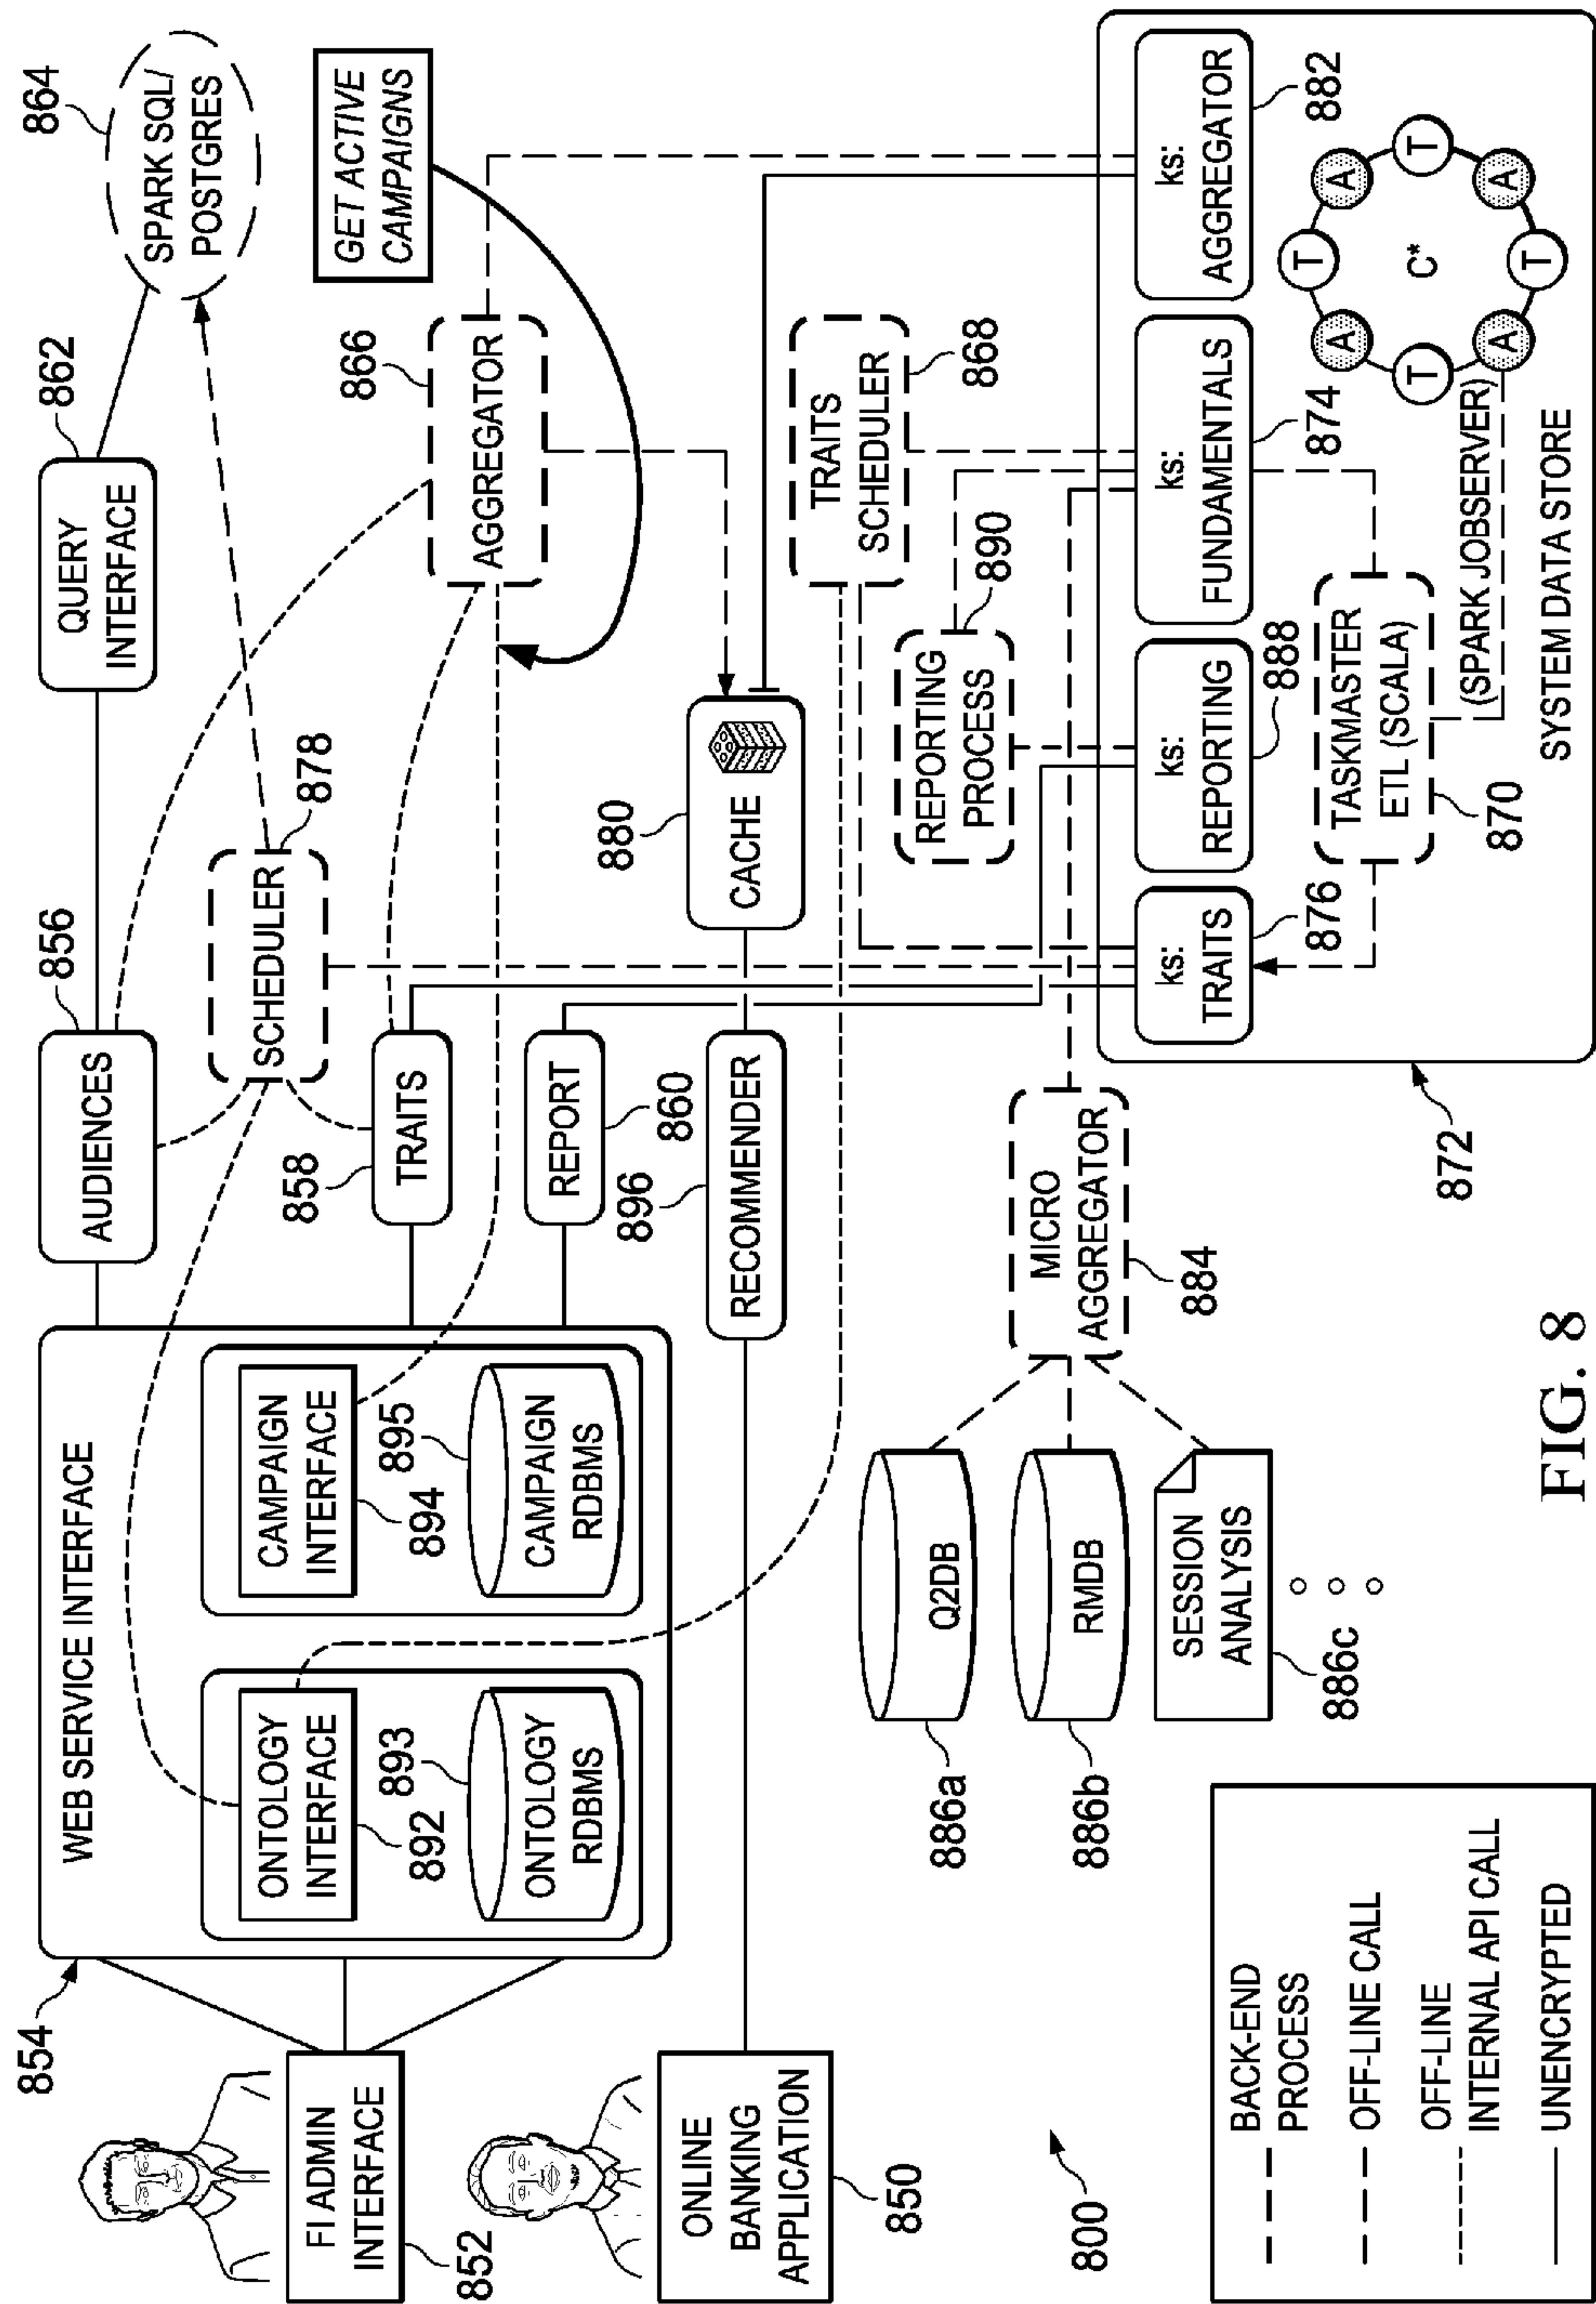 864
SPARK SQL/
POSTGRES
GET ACTIVE
CAMPAIGNS
862
QUERY
INTERFACE
866
AGGREGATOR
878
SCHEDULER
856
AUDIENCES
858
TRAITS
860
REPORT
896
RECOMMENDER
880
CACHE
TRAITS
SCHEDULER
868
REPORTING
PROCESS
890
854
WEB SERVICE INTERFACE
ONTOLOGY
INTERFACE
892
893
ONTOLOGY
RDBMS
CAMPAIGN
INTERFACE
894
895
CAMPAIGN
RDBMS
FI ADMIN
INTERFACE
852
ONLINE
BANKING
APPLICATION
850
800
Q2DB
886a
RMDB
886b
SESSION
ANALYSIS
886c
MICRO
AGGREGATOR
884
872
ks:
TRAITS
876
ks:
REPORTING
888
ks:
FUNDAMENTALS
874
ks:
AGGREGATOR
882
TASKMASTER
ETL (SCALA)
870
(SPARK JOBSERVER)
SYSTEM DATA STORE
T
A
T
A
T
A
T
A
C*
BACK-END
PROCESS
OFF-LINE CALL
OFF-LINE
INTERNAL API CALL
UNENCRYPTED
FIG. 8